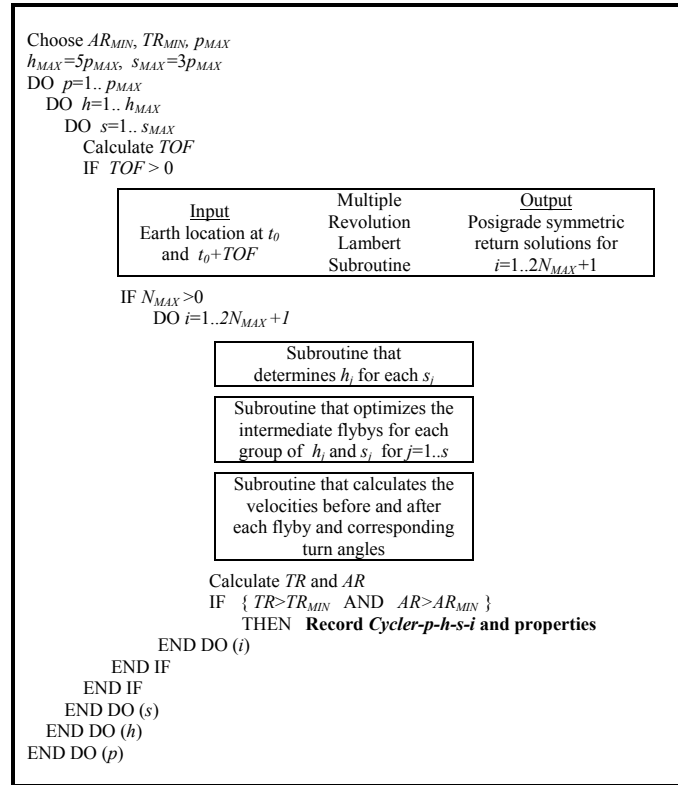 Choose AR_MIN, TR_MIN, p_MAX
h_MAX=5p_MAX, s_MAX=3p_MAX
DO p=1.. p_MAX
DO h=1.. h_MAX
DO s=1.. s_MAX
Calculate TOF
IF TOF > 0
Input
Earth location at t_0
and t_0+TOF
Multiple
Revolution
Lambert
Subroutine
Output
Posigrade symmetric
return solutions for
i=1..2N_MAX+1
IF N_MAX >0
DO i=1..2N_MAX+1
Subroutine that
determines h_j for each s_j
Subroutine that optimizes the
intermediate flybys for each
group of h_j and s_j for j=1..s
Subroutine that calculates the
velocities before and after
each flyby and corresponding
turn angles
Calculate TR and AR
IF { TR>TR_MIN AND AR>AR_MIN }
THEN Record Cycler-p-h-s-i and properties
END DO (i)
END IF
END IF
END DO (s)
END DO (h)
END DO (p)